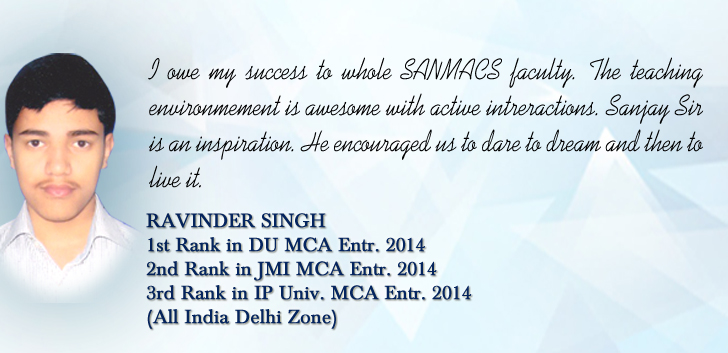 I owe my success to whole SANMACS faculty. The teaching
environmement is awesome with active intreractions. Sanjay Sir
is an inspiration. He encouraged us to dare to dream and then to
live it.
RAVINDER SINGH
1st Rank in DU MCA Entr. 2014
2nd Rank in JMI MCA Entr. 2014
3rd Rank in IP Univ. MCA Entr. 2014
(All India Delhi Zone)